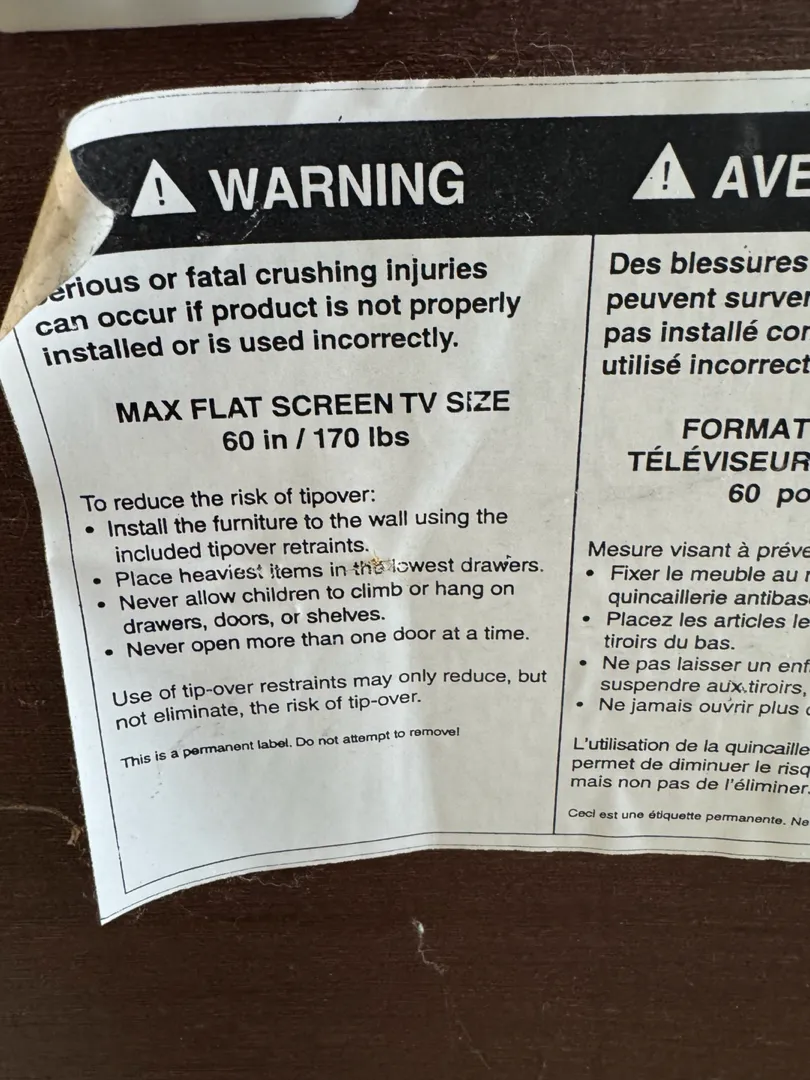 WARNING
erious or fatal crushing injuries
can occur if product is not properly
installed or is used incorrectly.
MAX FLAT SCREEN TV SIZE
60 in / 170 lbs
To reduce the risk of tipover:
• Install the furniture to the wall using the
included tipover retraints.
• Place heaviest items in the lowest drawers.
• Never allow children to climb or hang on
drawers, doors, or shelves.
• Never open more than one door at a time.
Use of tip-over restraints may only reduce, but
not eliminate, the risk of tip-over.
This is a permanent label. Do not attempt to remove!
AVE
Des blessures
peuvent surver
pas installé cor
utilisé incorrect
FORMAT
TÉLÉVISEUR
60 po
Mesure visant à préve
• Fixer le meuble au
quincaillerie antibas
• Placez les articles le
tiroirs du bas.
• Ne pas laisser un enf
suspendre aux tiroirs,
• Ne jamais ouvrir plus
L'utilisation de la quincaille
permet de diminuer le risq
mais non pas de l'éliminer.
Ceci est une étiquette permanente. Ne